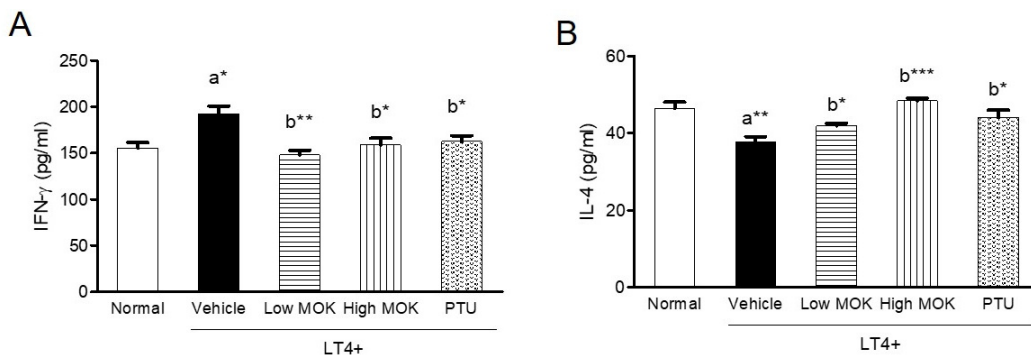 A
IFN-γ (pg/ml)
250
200
150
100
50
0
a*
b**
b*
b*
Normal Vehicle Low MOK High MOK PTU
LT4+
B
IL-4 (pg/ml)
60
40
20
0
a**
b*
b***
b*
Normal Vehicle Low MOK High MOK PTU
LT4+